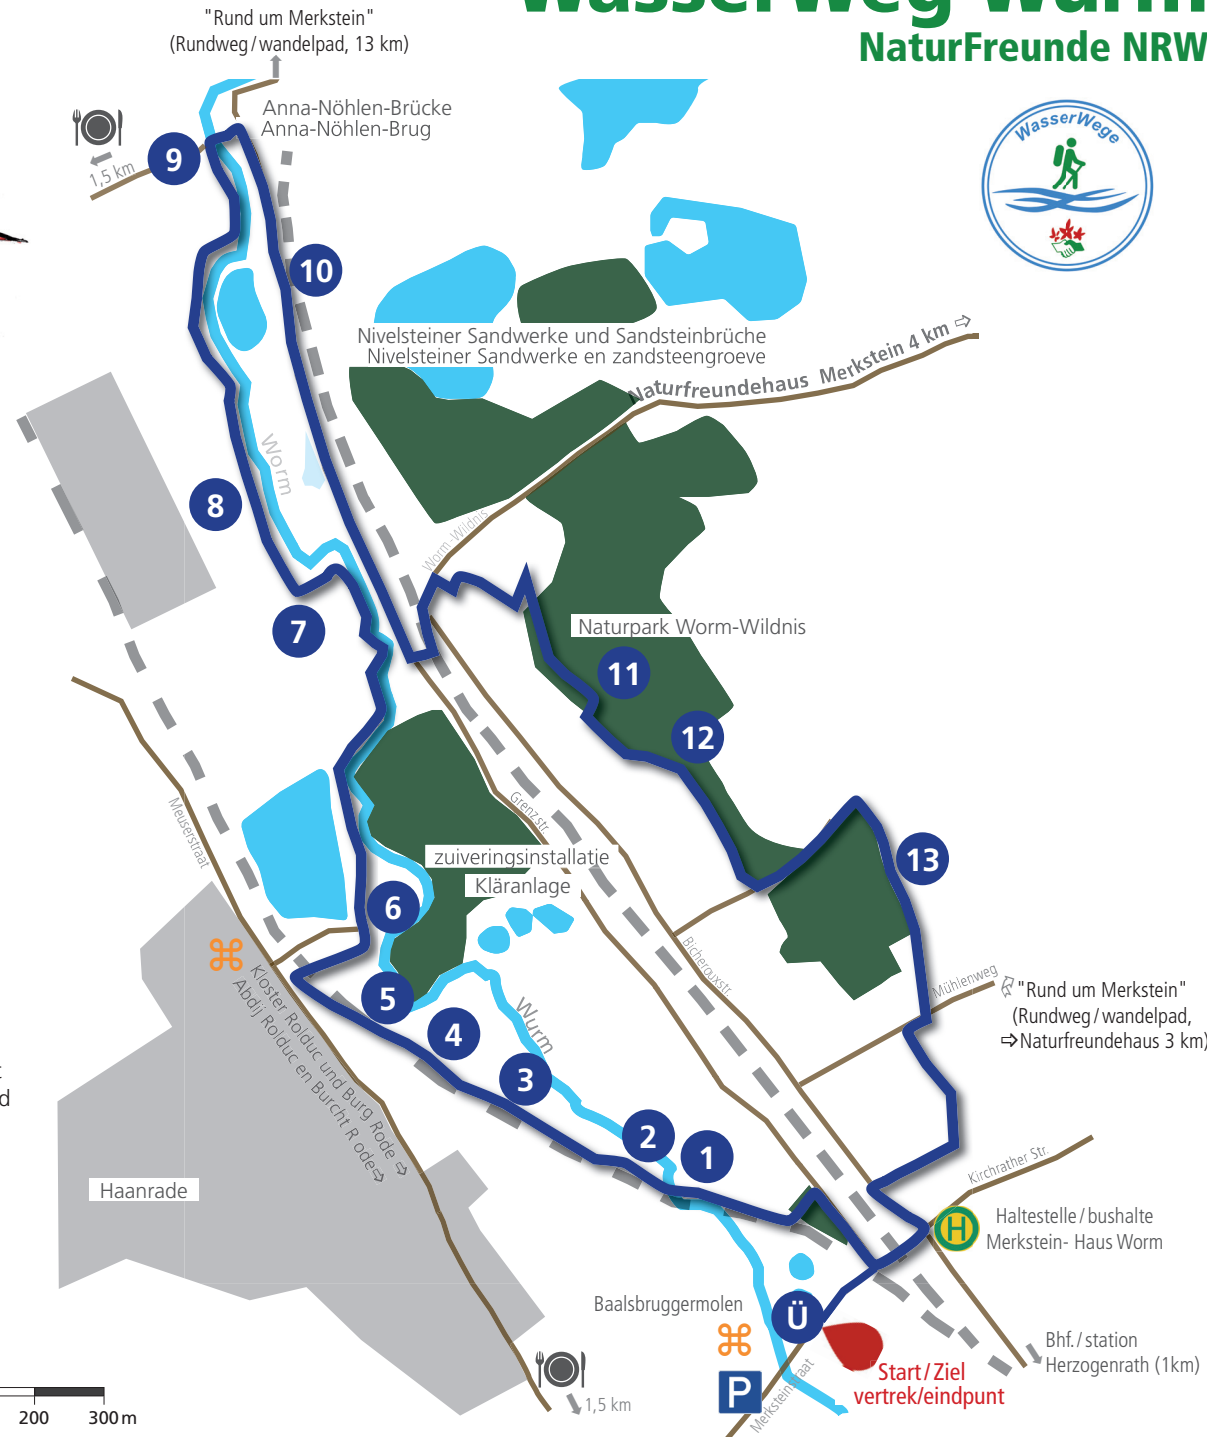 Wasserweg Wurm
NaturFreunde NRW
"Rund um Merkstein"
(Rundweg/wandelpad, 13 km)
Anna-Nöhlen-Brücke
Anna-Nöhlen-Brug
WasserWege
9
1,5 km
10
Nivelsteiner Sandwerke und Sandsteinbrüche
Nivelsteiner Sandwerke en zandsteengroeve
Naturfreundehaus Merkstein 4 km ⇨
Worm
8
Worm-Wildnis
7
Naturpark Worm-Wildnis
11
12
Meuserstraat
Grenzstr.
zuiveringsinstallatie
Kläranlage
13
6
Bicherouxstr.
Kloster Rolduc und Burg Rode ⇨
Abdij Rolduc en Burcht R ode⇨
5
4
Wurm
3
Mühlenweg
"Rund um Merkstein"
(Rundweg/wandelpad,
⇨Naturfreundehaus 3 km)
2
1
Haanrade
Kirchrather Str.
H
Haltestelle/bushalte
Merkstein- Haus Worm
Baalsbruggermolen
Ü
P
Merksteinstraat
Start/Ziel
vertrek/eindpunt
Bhf./station
Herzogenrath (1km)
1,5 km
200 300 m